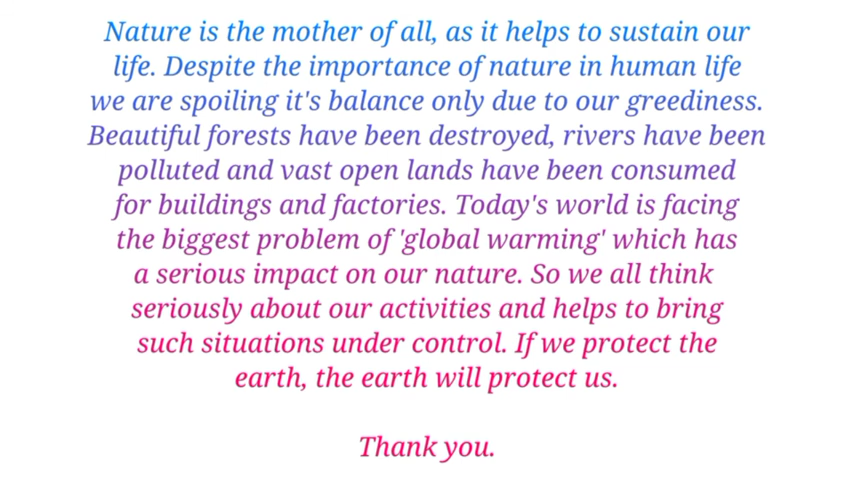 Nature is the mother of all, as it helps to sustain our
life. Despite the importance of nature in human life
we are spoiling it's balance only due to our greediness.
Beautiful forests have been destroyed, rivers have been
polluted and vast open lands have been consumed
for buildings and factories. Today's world is facing
the biggest problem of 'global warming' which has
a serious impact on our nature. So we all think
seriously about our activities and helps to bring
such situations under control. If we protect the
earth, the earth will protect us.
Thank you.